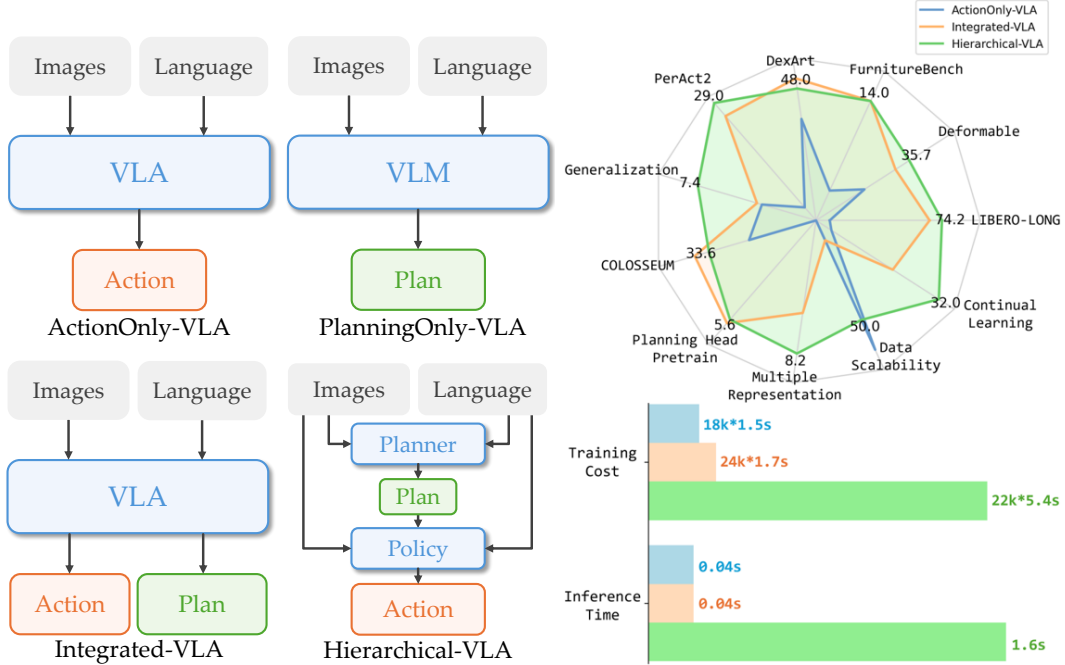 Images
Language
VLA
Action
ActionOnly-VLA
Images
Language
VLM
Plan
PlanningOnly-VLA
Images
Language
VLA
Action
Plan
Integrated-VLA
Images
Language
Planner
Plan
Policy
Action
Hierarchical-VLA
ActionOnly-VLA
Integrated-VLA
Hierarchical-VLA
DexArt
48.0
FurnitureBench
14.0
PerAct2
29.0
Deformable
35.7
Generalization
7.4
74.2
LIBERO-LONG
COLOSSEUM
33.6
32.0
Continual
Learning
5.6
Planning Head
Pretrain
50.0
Data
Scalability
8.2
Multiple
Representation
Training
Cost
18k*1.5s
24k*1.7s
22k*5.4s
Inference
Time
0.04s
0.04s
1.6s